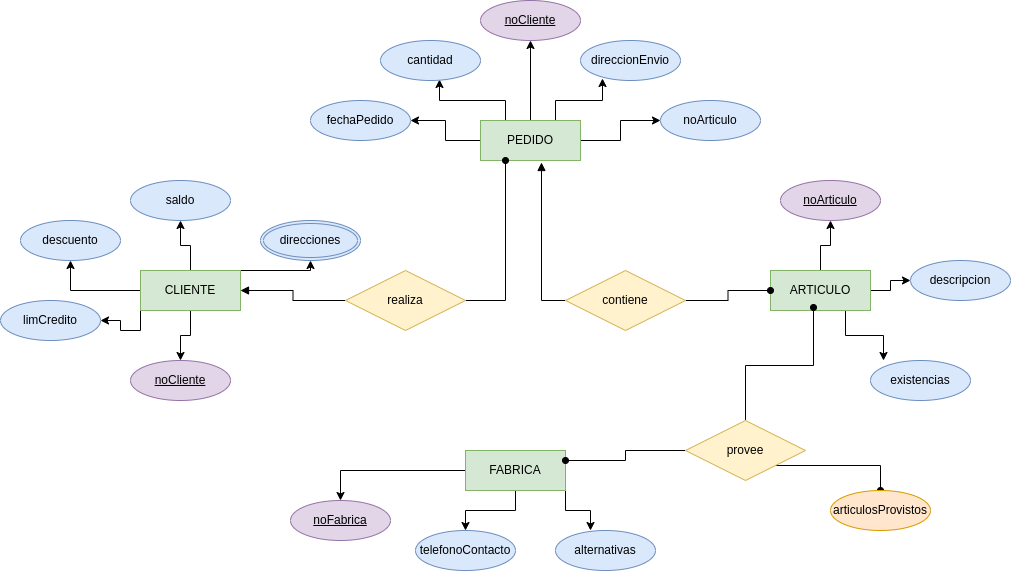 noCliente
cantidad
direccionEnvio
fechaPedido
noArticulo
PEDIDO
saldo
noArticulo
descuento
direcciones
CLIENTE
realiza
contiene
ARTICULO
descripcion
limCredito
noCliente
existencias
provee
FABRICA
noFabrica
articulosProvistos
telefonoContacto
alternativas